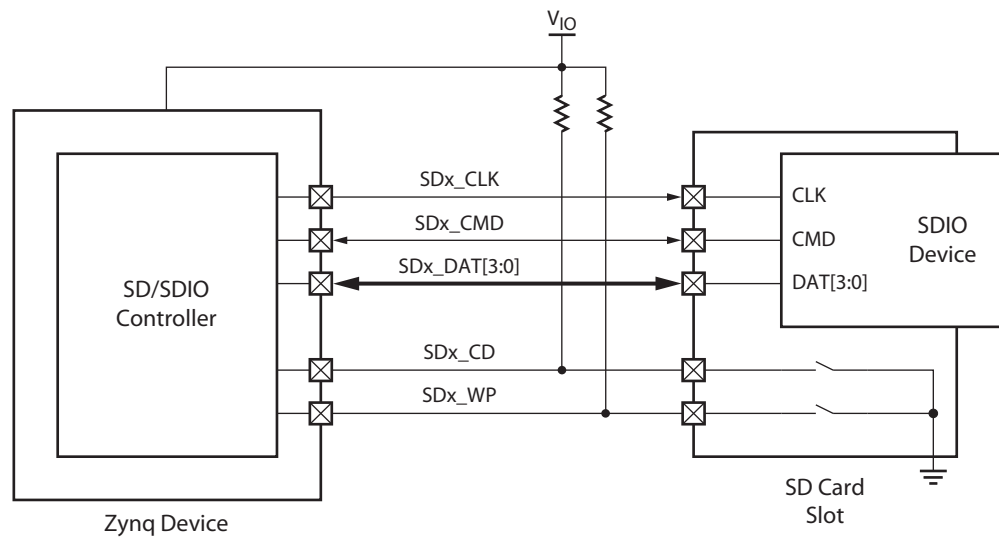 VIO
SDx_CLK
SDx_CMD
SDx_DAT[3:0]
SD/SDIO
Controller
SDx_CD
SDx_WP
Zynq Device
CLK
CMD
DAT[3:0]
SDIO
Device
SD Card
Slot